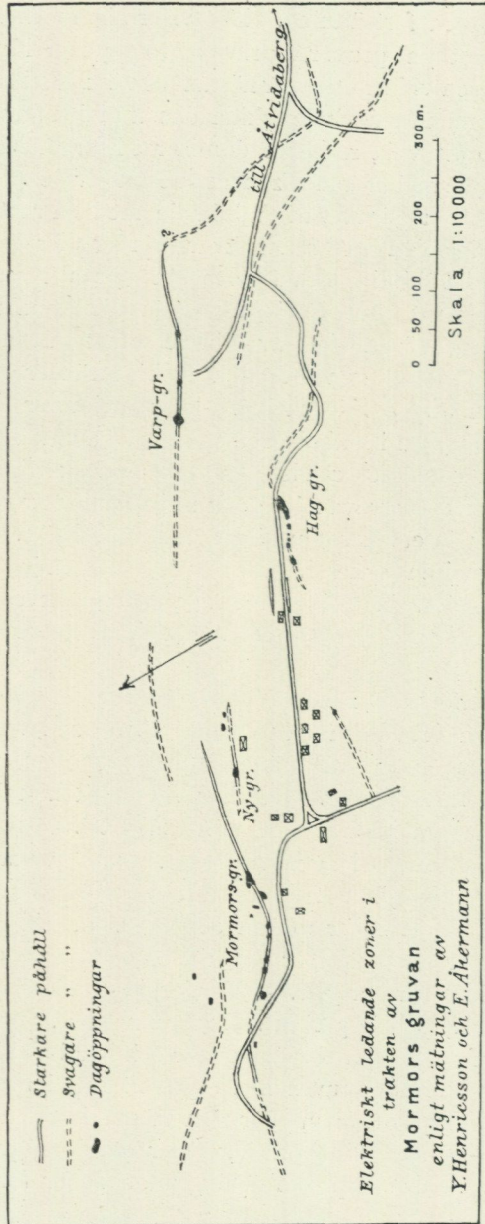 Starkare påhåll
Svagare " "
Dagöppningar
Mormors-gr.
Ny-gr.
Varp-gr.
?
Hag-gr.
till Åtvidaberg
0 50 100 200 300 m.
Skala 1:10000
Elektriskt ledande zoner i
trakten av
Mormors gruvan
enligt mätningar av
Y. Henricsson och E. Åkermann